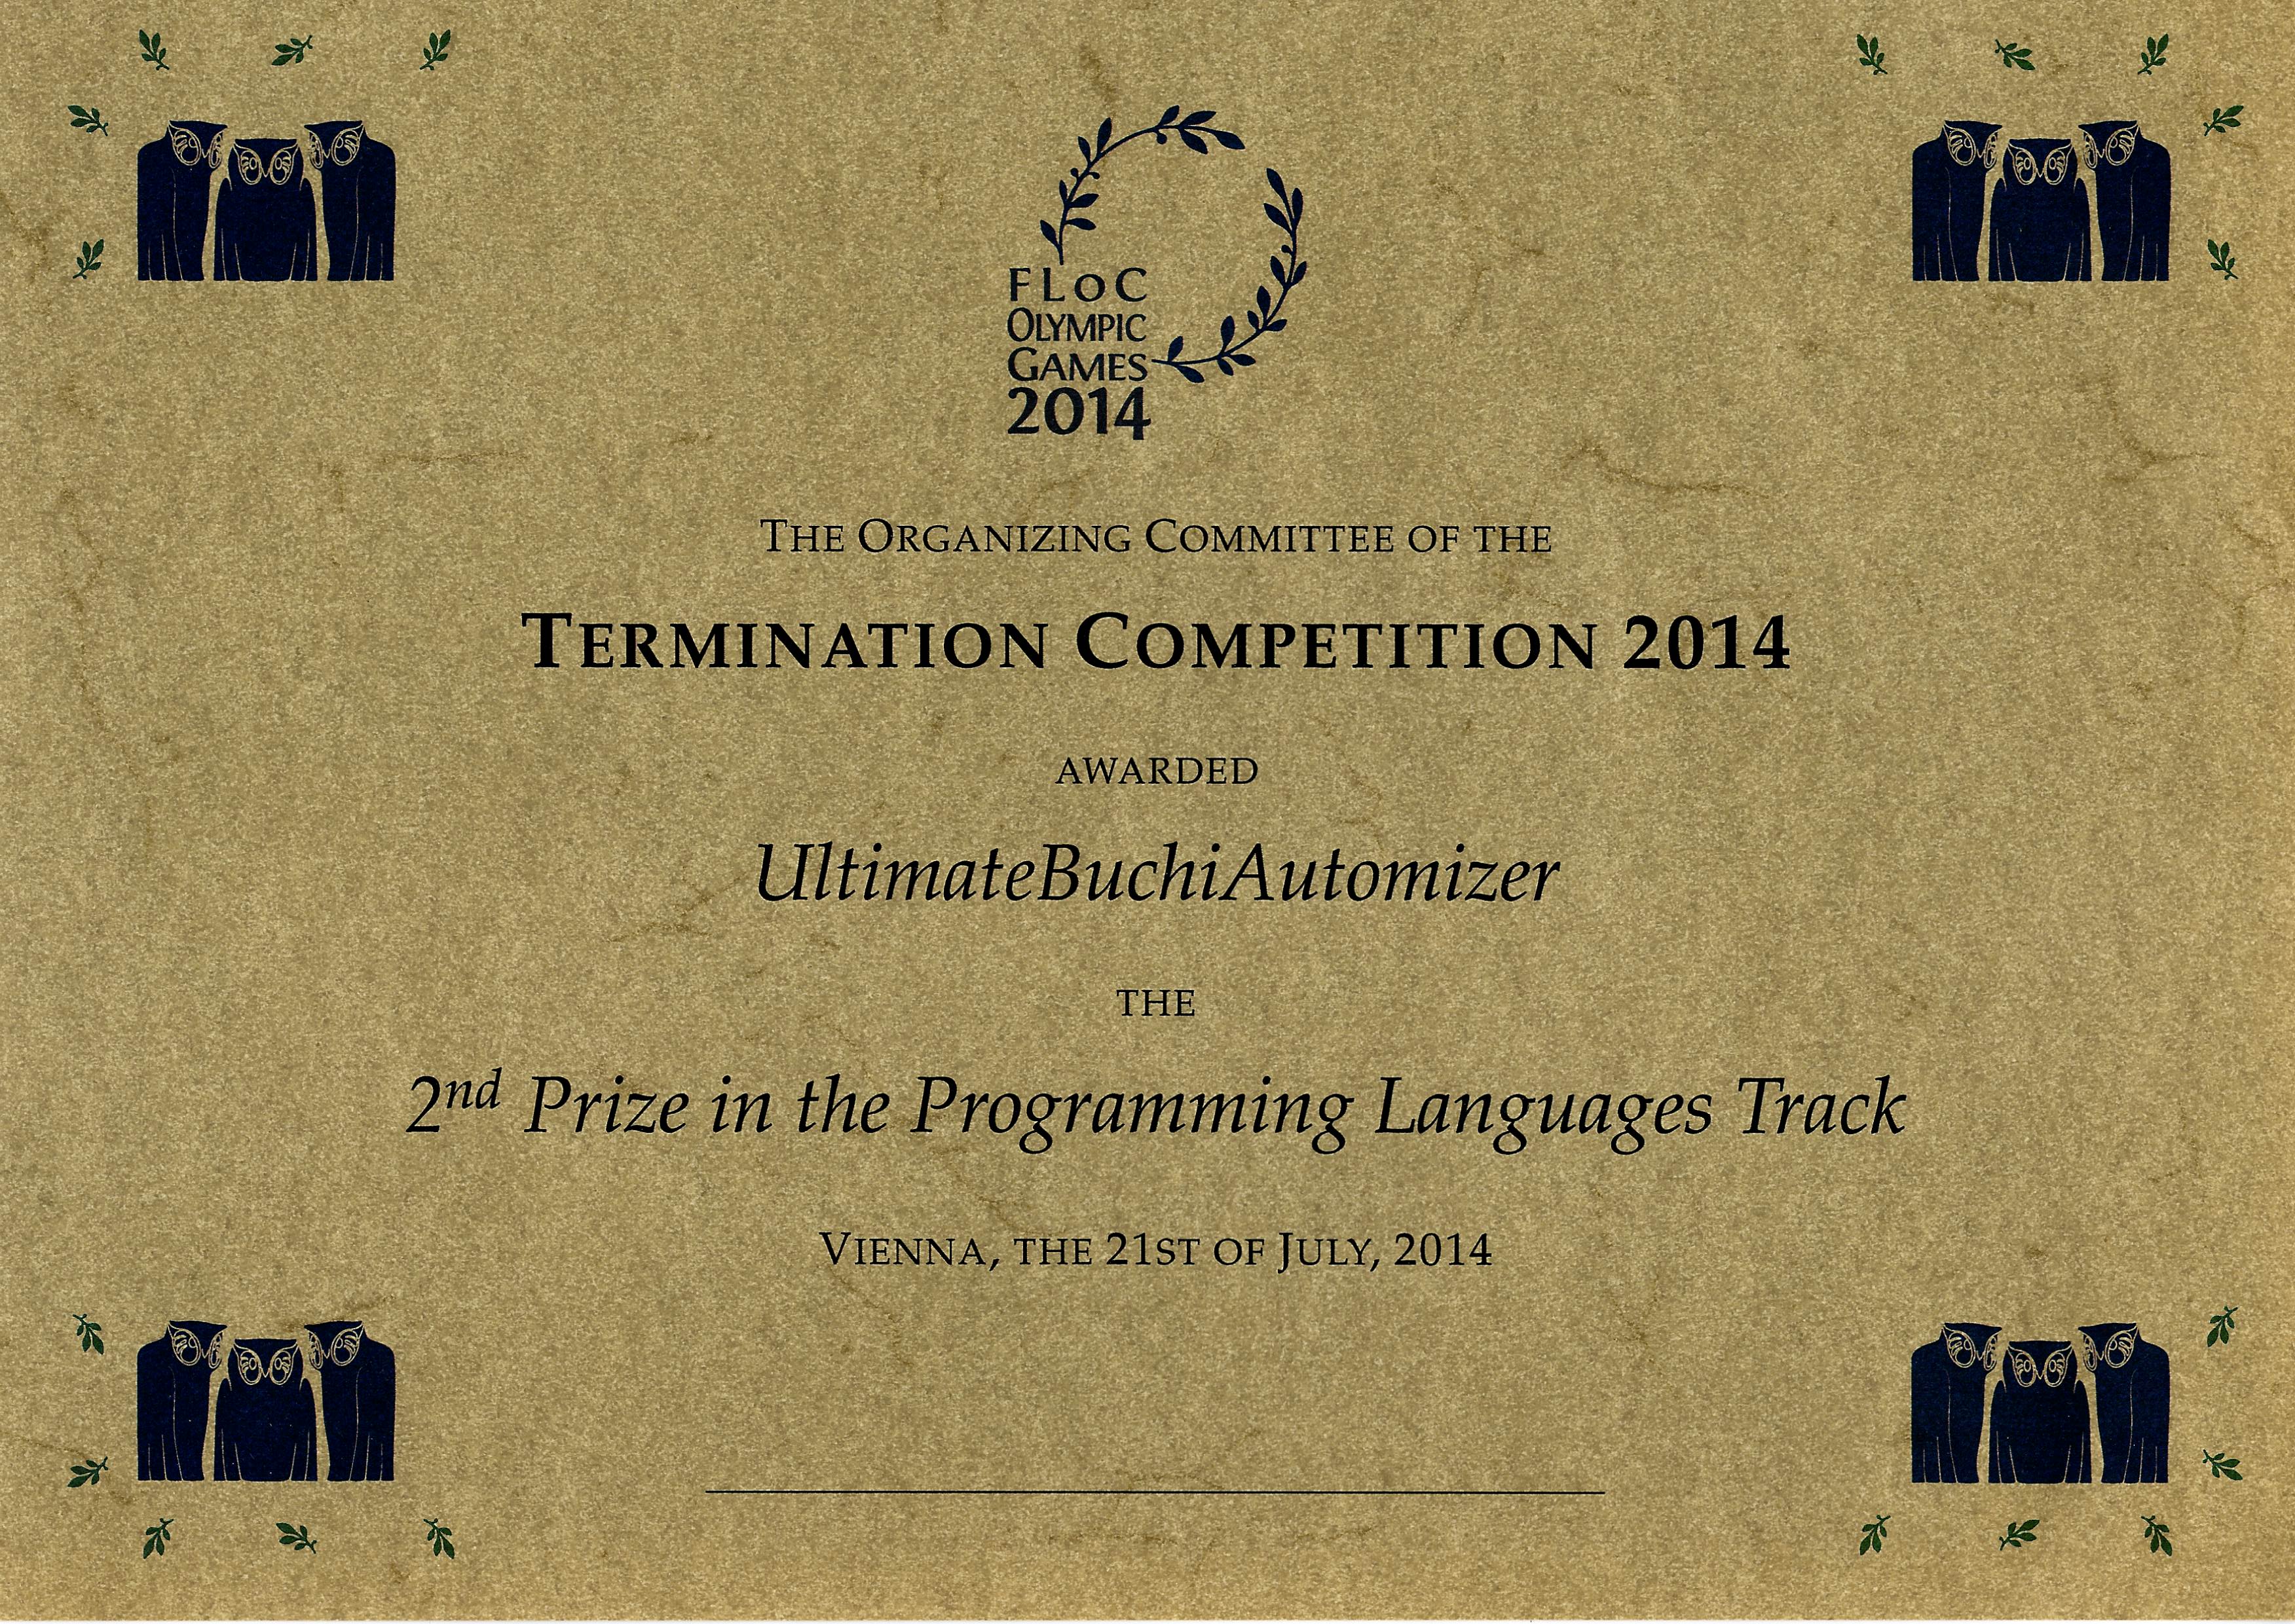 FLoC
Olympic
Games
2014
The Organizing Committee of the
Termination Competition 2014
awarded
UltimateBuchiAutomizer
the
2nd Prize in the Programming Languages Track
Vienna, the 21st of July, 2014